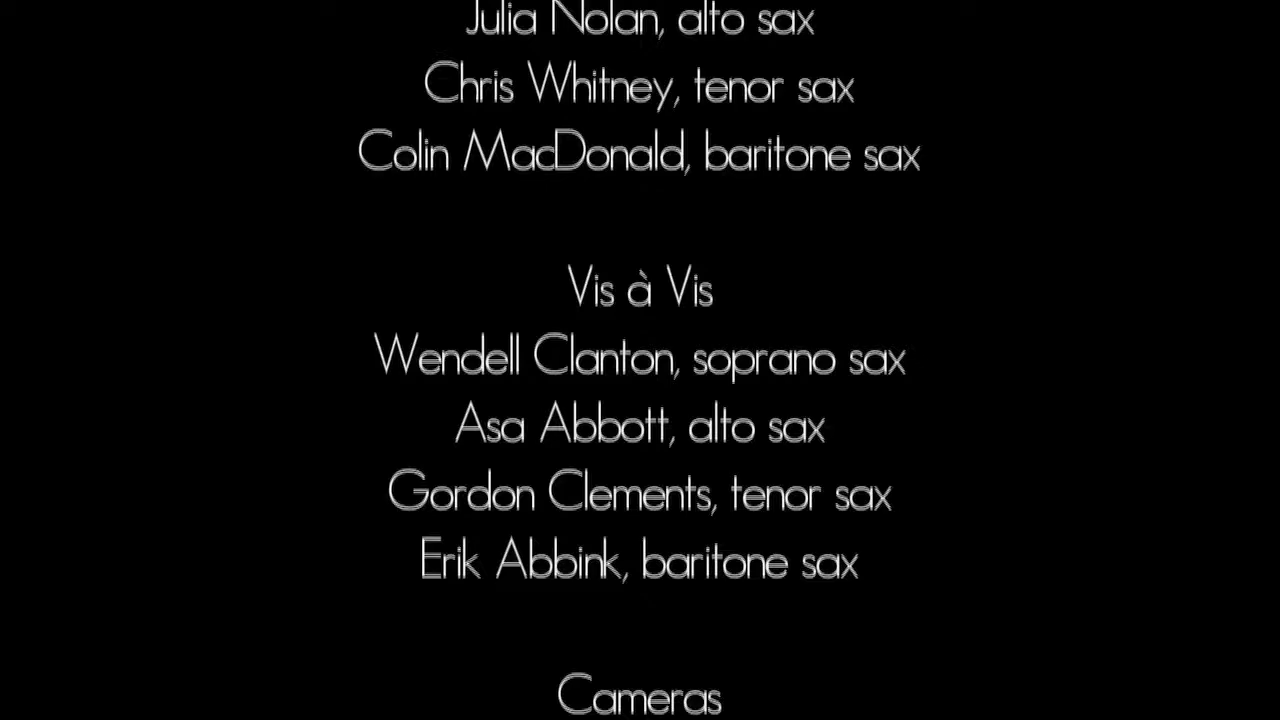 Julia Nolan, alto sax
Chris Whitney, tenor sax
Colin MacDonald, baritone sax
Vis à Vis
Wendell Clanton, soprano sax
Asa Abbott, alto sax
Gordon Clements, tenor sax
Erik Abbink, baritone sax
Cameras